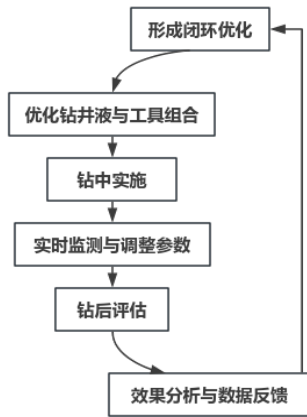 形成闭环优化
优化钻井液与工具组合
钻中实施
实时监测与调整参数
钻后评估
效果分析与数据反馈